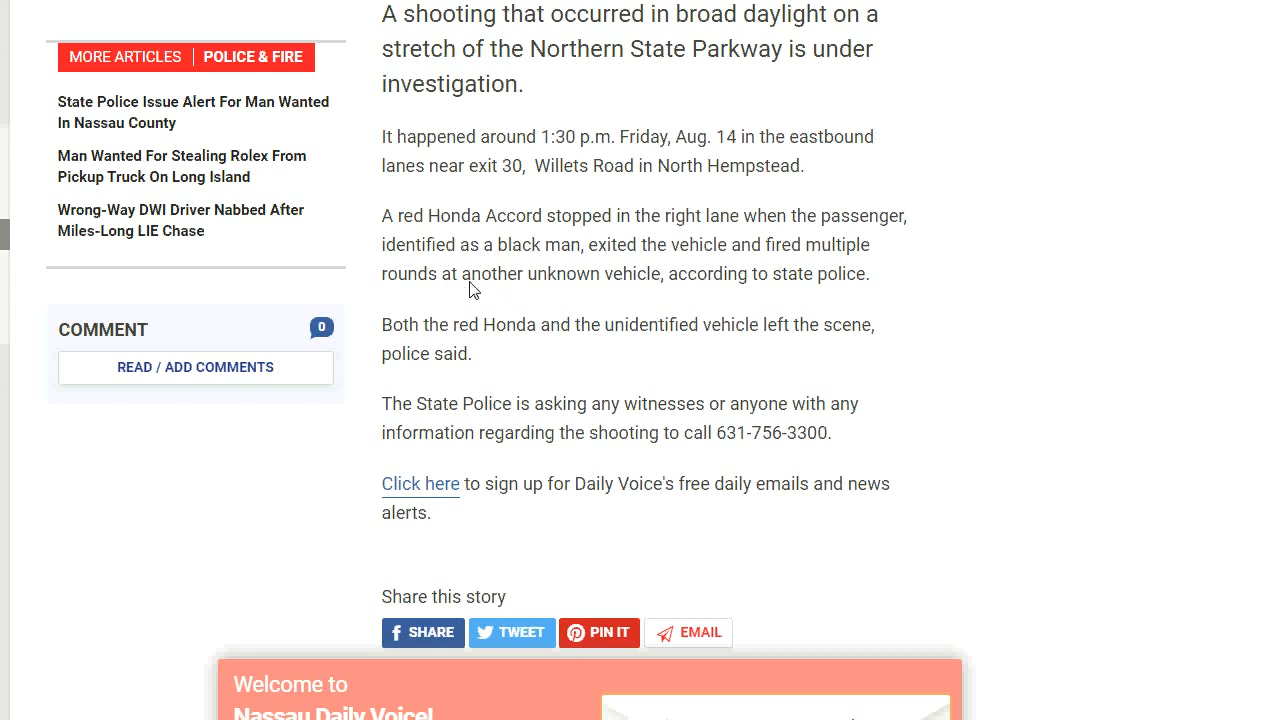 A shooting that occurred in broad daylight on a
stretch of the Northern State Parkway is under
investigation.
MORE ARTICLES | POLICE & FIRE
State Police Issue Alert For Man Wanted
In Nassau County
Man Wanted For Stealing Rolex From
Pickup Truck On Long Island
Wrong-Way DWI Driver Nabbed After
Miles-Long LIE Chase
COMMENT 0
READ / ADD COMMENTS
It happened around 1:30 p.m. Friday, Aug. 14 in the eastbound
lanes near exit 30, Willets Road in North Hempstead.
A red Honda Accord stopped in the right lane when the passenger,
identified as a black man, exited the vehicle and fired multiple
rounds at another unknown vehicle, according to state police.
Both the red Honda and the unidentified vehicle left the scene,
police said.
The State Police is asking any witnesses or anyone with any
information regarding the shooting to call 631-756-3300.
Click here to sign up for Daily Voice's free daily emails and news
alerts.
Share this story
SHARE TWEET PIN IT EMAIL
Welcome to
Nassau Daily Voice!